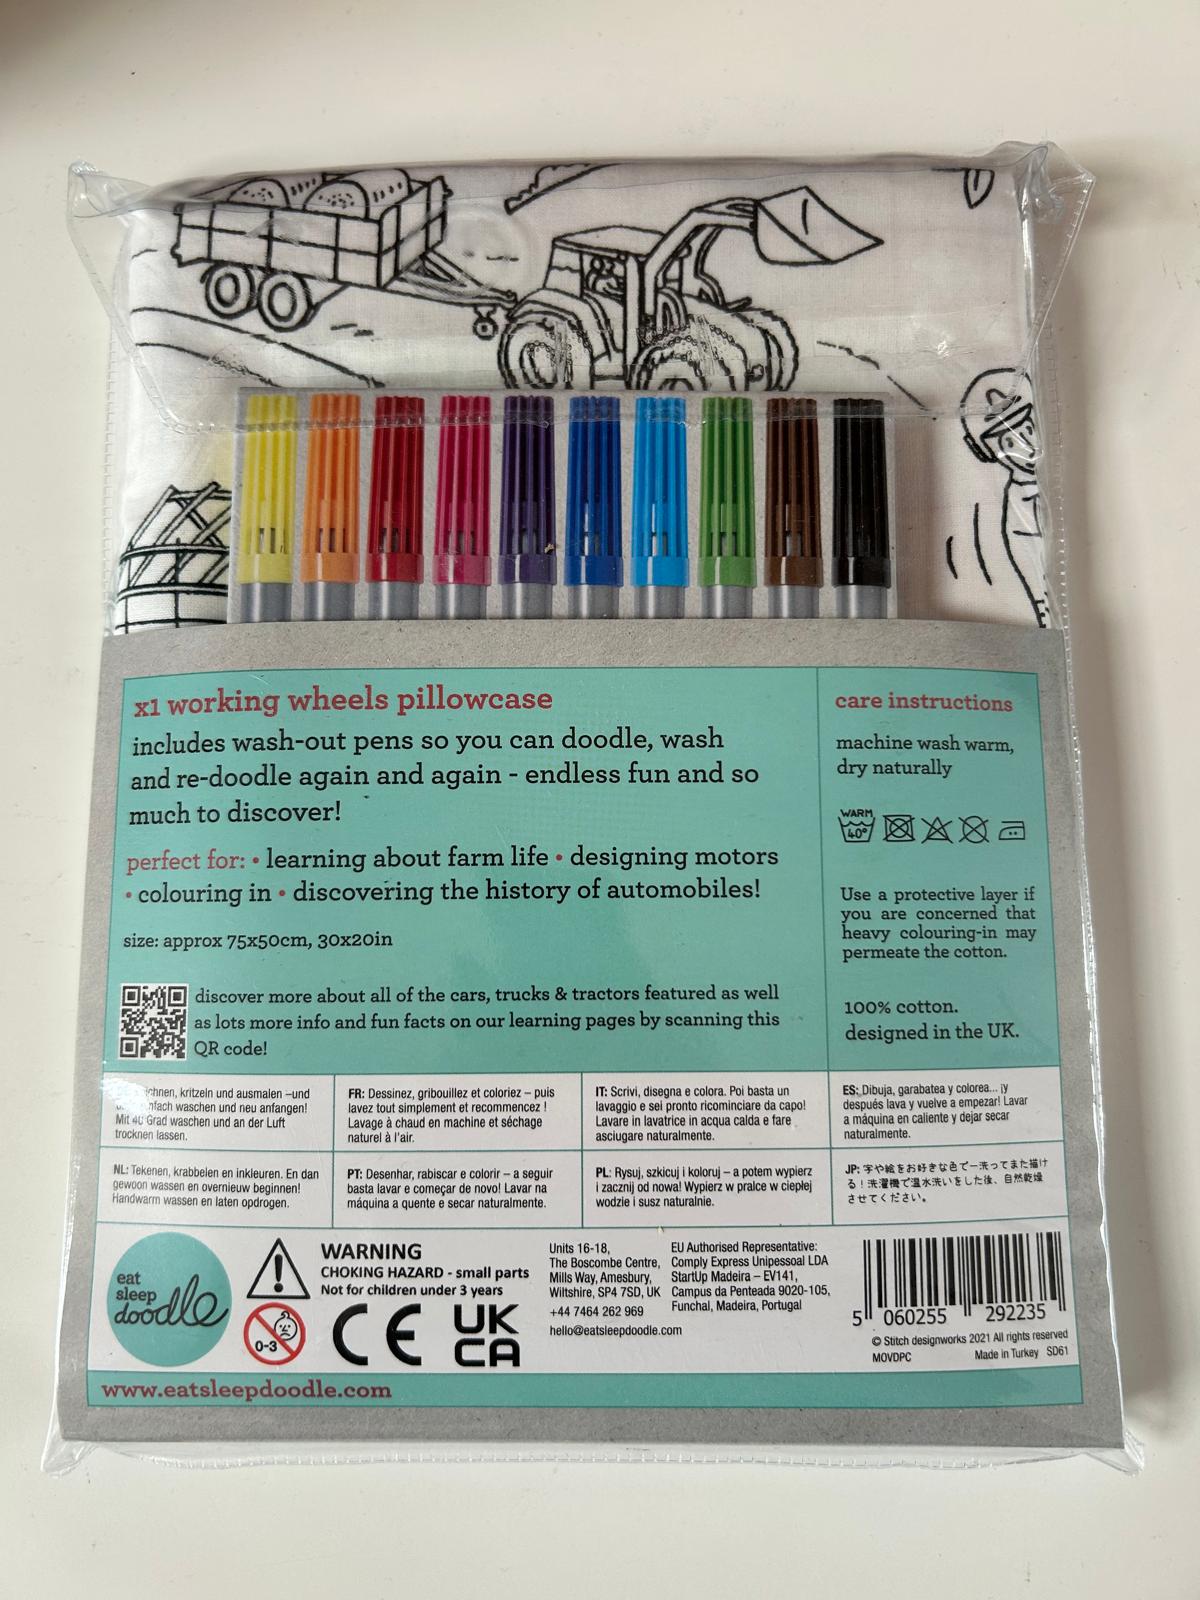 x1 working wheels pillowcase
includes wash-out pens so you can doodle, wash
and re-doodle again and again - endless fun and so
much to discover!
perfect for: • learning about farm life • designing motors
• colouring in • discovering the history of automobiles!
size: approx 75x50cm, 30x20in
discover more about all of the cars, trucks & tractors featured as well
as lots more info and fun facts on our learning pages by scanning this
QR code!
care instructions
machine wash warm,
dry naturally
WARM
40°
Use a protective layer if
you are concerned that
heavy colouring-in may
permeate the cotton.
100% cotton.
designed in the UK.
kritzeln und ausmalen –und
waschen und neu anfangen!
Mit 40 Grad waschen und an der Luft
trocknen lassen.
FR: Dessinez, gribouillez et coloriez – puis
lavez tout simplement et recommencez !
Lavage à chaud en machine et séchage
naturel à l'air.
IT: Scrivi, disegna e colora. Poi basta un
lavaggio e sei pronto ricominciare da capo!
Lavare in lavatrice in acqua calda e fare
asciugare naturalmente.
ES: Dibuja, garabatea y colorea... ¡y
después lava y vuelve a empezar! Lavar
a máquina en caliente y dejar secar
naturalmente.
NL: Tekenen, krabbelen en inkleuren. En dan
gewoon wassen en overnieuw beginnen!
Handwarm wassen en laten opdrogen.
PT: Desenhar, rabiscar e colorir – a seguir
basta lavar e começar de novo! Lavar na
máquina a quente e secar naturalmente.
PL: Rysuj, szkicuj i koloruj – a potem wypierz
i zacznij od nowa! Wypierz w pralce w ciepłej
wodzie i susz naturalnie.
JP: 字や絵をお好きな色で一洗ってまた描け
る！洗濯機で温水洗いをした後、自然乾燥
させてください。
eat
sleep
doodle
WARNING
CHOKING HAZARD - small parts
Not for children under 3 years
0-3
CE
UK
CA
Units 16-18,
The Boscombe Centre,
Mills Way, Amesbury,
Wiltshire, SP4 7SD, UK
+44 7464 262 969
hello@eatsleepdoodle.com
EU Authorised Representative:
Comply Express Unipessoal LDA
StartUp Madeira – EV141,
Campus da Penteada 9020-105,
Funchal, Madeira, Portugal
5 060255 292235
© Stitch designworks 2021 All rights reserved
MOVDPC Made in Turkey SD61
www.eatsleepdoodle.com